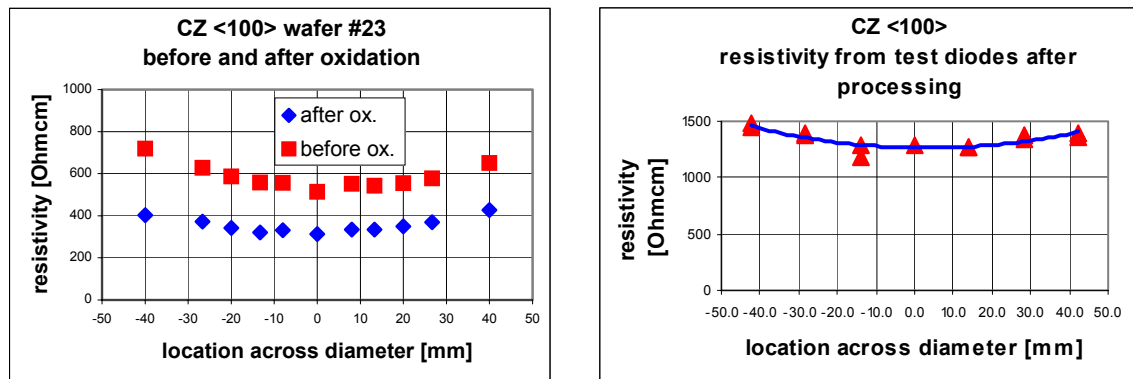 CZ <100> wafer #23
before and after oxidation
resistivity [Ohmcm]
1000
800
600
400
200
0
after ox.
before ox.
-50 -40 -30 -20 -10 0 10 20 30 40 50
location across diameter [mm]
CZ <100>
resistivity from test diodes after
processing
resistivity
[Ohmcm]
1500
1000
500
0
-50.0 -40.0 -30.0 -20.0 -10.0 0.0 10.0 20.0 30.0 40.0 50.0
location across diameter [mm]